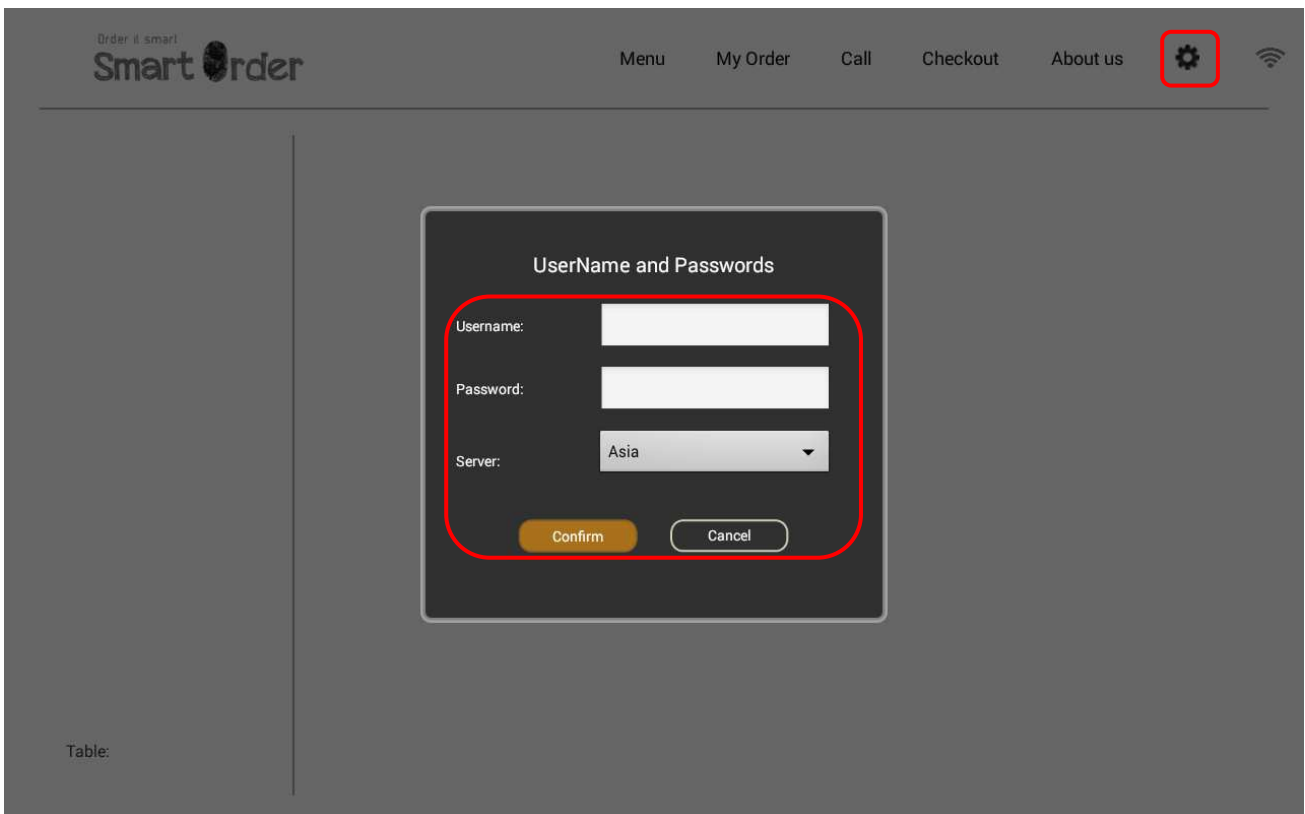 Order it smart
Smart Order
Menu My Order Call Checkout About us
UserName and Passwords
Username:
Password:
Asia
Server:
Confirm Cancel
Table: